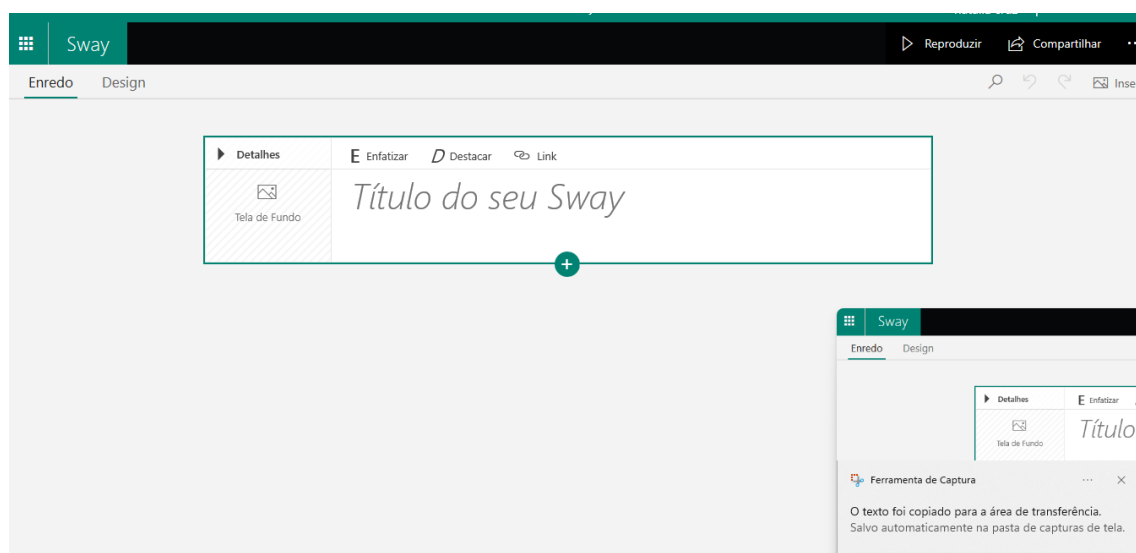 Sway
Reproduzir
Compartilhar
Enredo
Design
Detalhes
E Enfatizar
D Destacar
Link
Tela de Fundo
Título do seu Sway
Sway
Enredo
Design
Detalhes
E Enfatizar
Tela de Fundo
Título
Ferramenta de Captura
O texto foi copiado para a área de transferência.
Salvo automaticamente na pasta de capturas de tela.